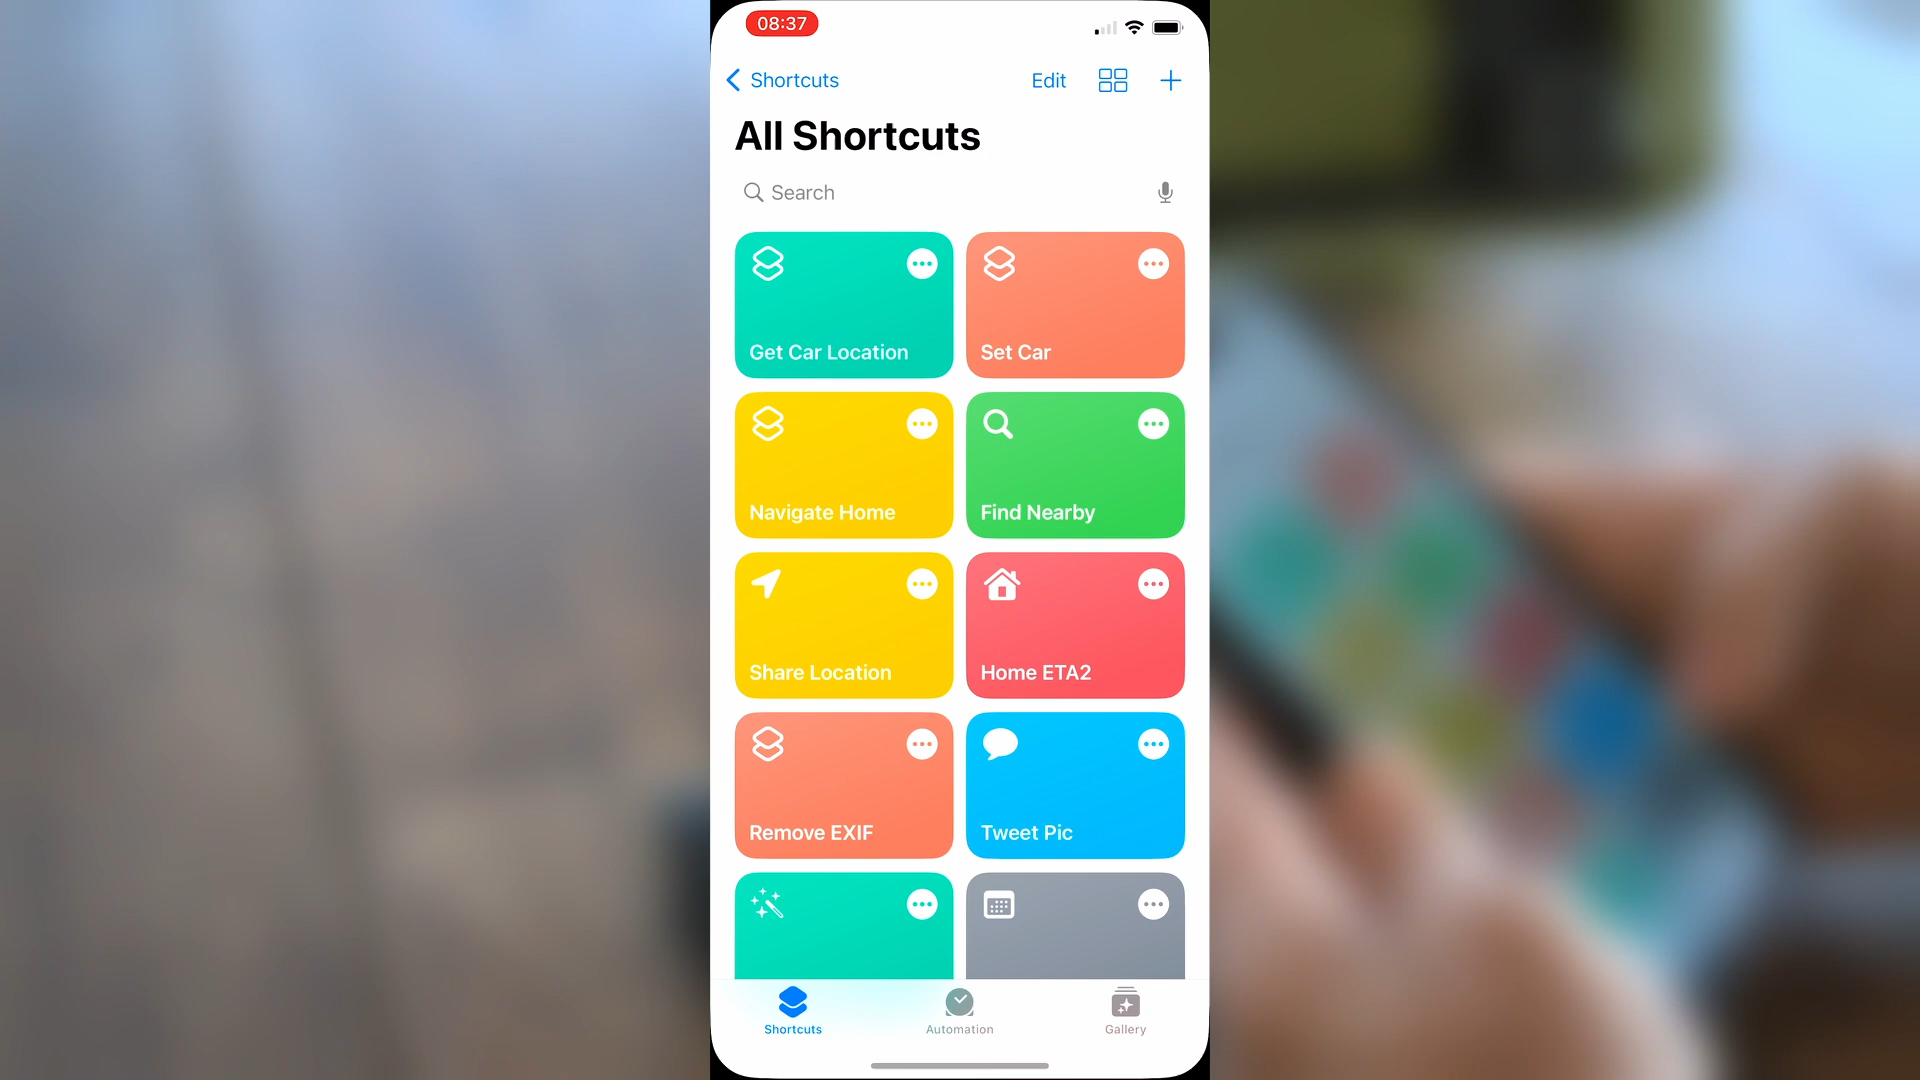 08:37
Shortcuts
Edit
All Shortcuts
Search
Get Car Location
Set Car
Navigate Home
Find Nearby
Share Location
Home ETA2
Remove EXIF
Tweet Pic
Shortcuts
Automation
Gallery